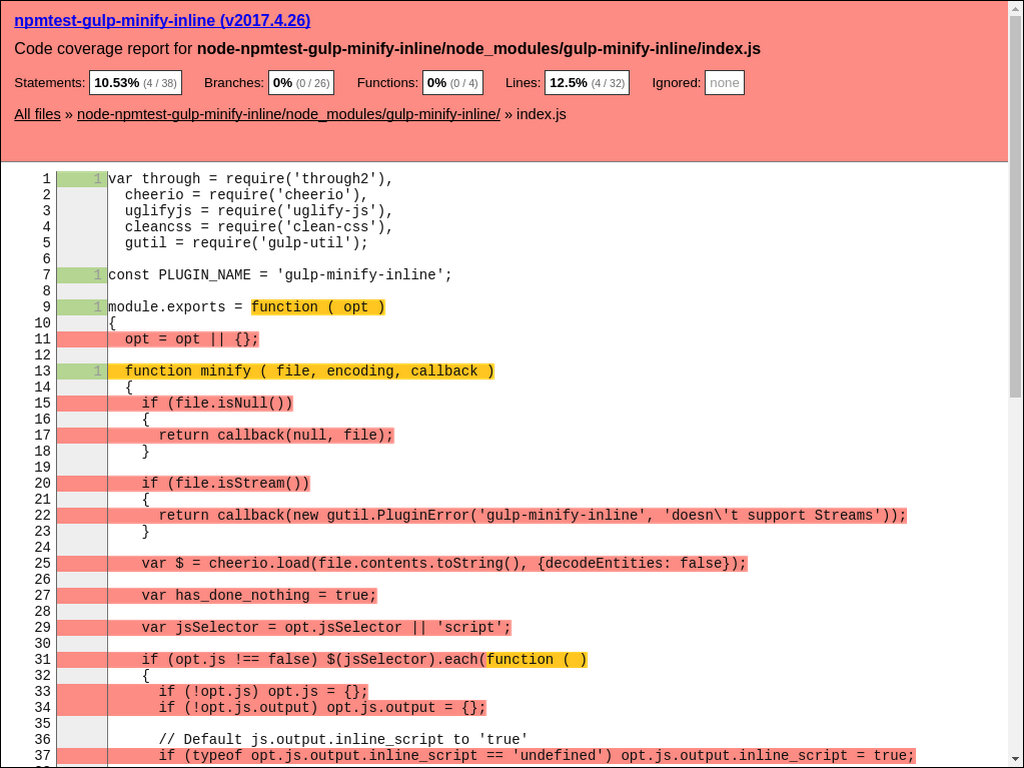 npmtest-gulp-minify-inline (v2017.4.26)
Code coverage report for node-npmtest-gulp-minify-inline/node_modules/gulp-minify-inline/index.js
Statements: 10.53% (4 / 38) Branches: 0% (0 / 26) Functions: 0% (0 / 4) Lines: 12.5% (4 / 32) Ignored: none
All files » node-npmtest-gulp-minify-inline/node_modules/gulp-minify-inline/ » index.js
1 1 var through = require('through2'),
2 cheerio = require('cheerio'),
3 uglifyjs = require('uglify-js'),
4 cleancss = require('clean-css'),
5 gutil = require('gulp-util');
6
7 1 const PLUGIN_NAME = 'gulp-minify-inline';
8
9 1 module.exports = function ( opt )
10 {
11 opt = opt || {};
12
13 1 function minify ( file, encoding, callback )
14 {
15 if (file.isNull())
16 {
17 return callback(null, file);
18 }
19
20 if (file.isStream())
21 {
22 return callback(new gutil.PluginError('gulp-minify-inline', 'doesn\'t support Streams'));
23 }
24
25 var $ = cheerio.load(file.contents.toString(), {decodeEntities: false});
26
27 var has_done_nothing = true;
28
29 var jsSelector = opt.jsSelector || 'script';
30
31 if (opt.js !== false) $(jsSelector).each(function ( )
32 {
33 if (!opt.js) opt.js = {};
34 if (!opt.js.output) opt.js.output = {};
35
36 // Default js.output.inline_script to 'true'
37 if (typeof opt.js.output.inline_script == 'undefined') opt.js.output.inline_script = true;